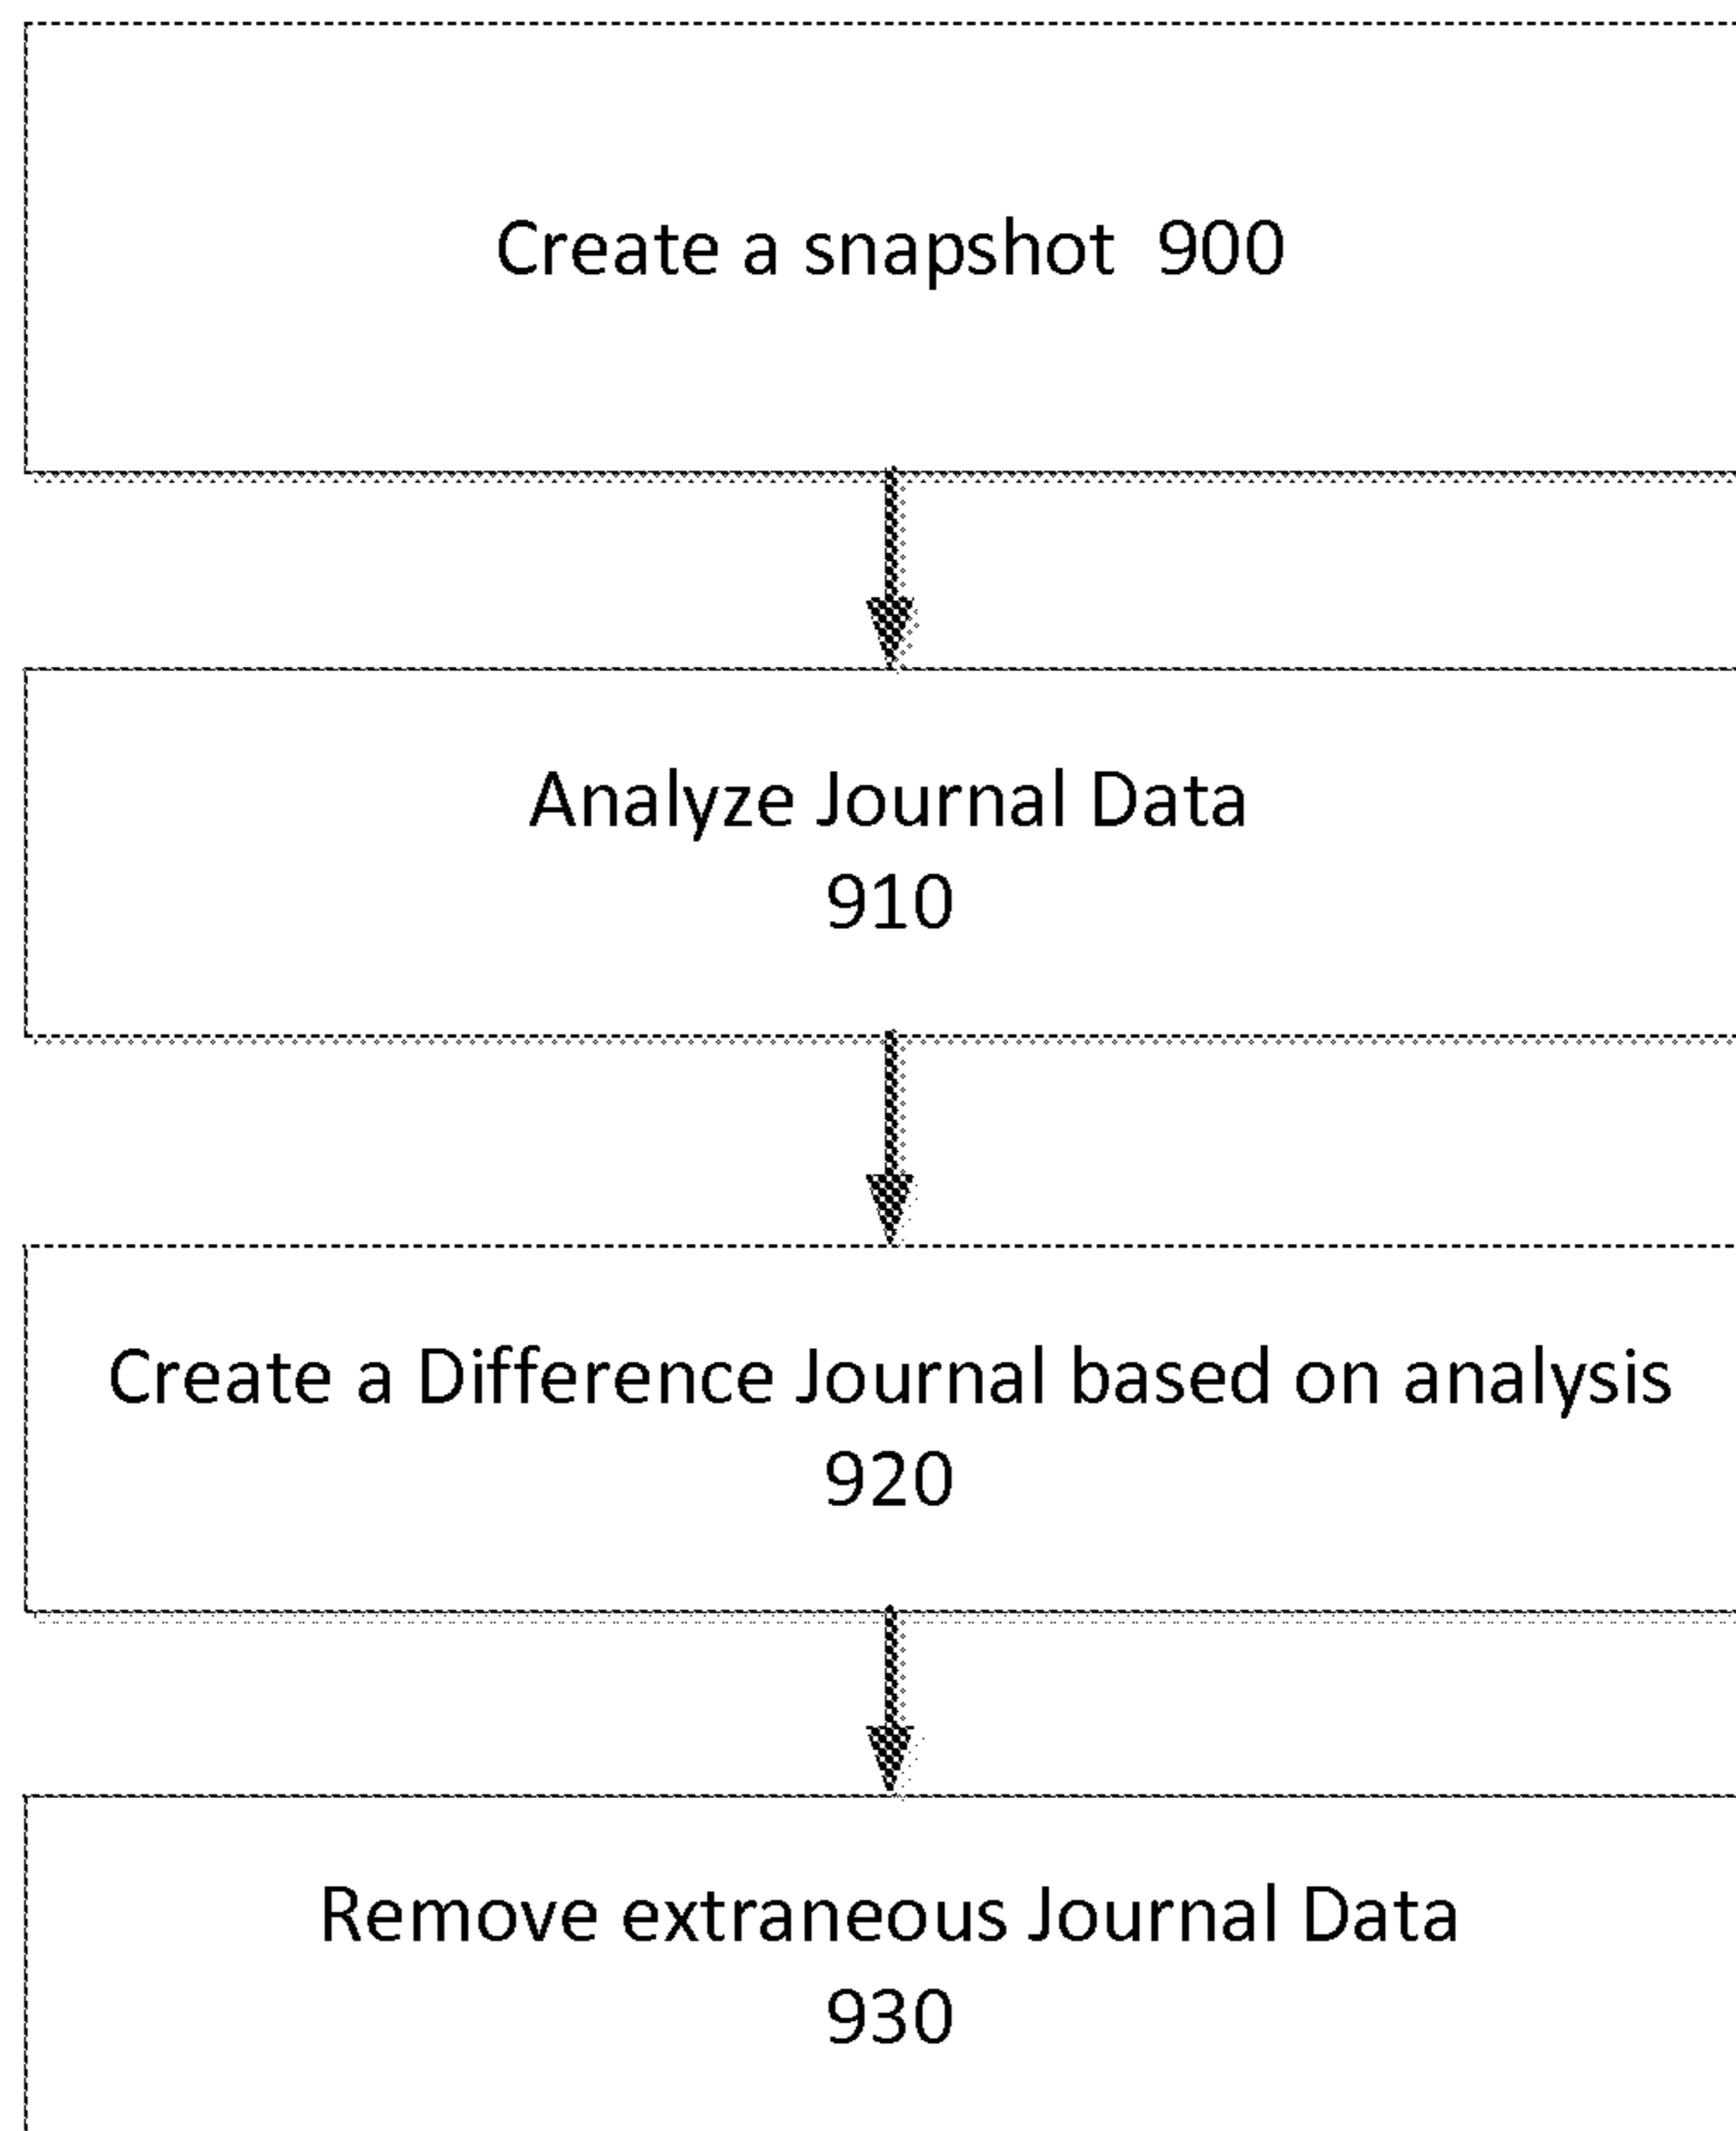 Create a snapshot  900
Analyze Journal Data
910
Create a Difference Journal based on analysis
920
Remove extraneous Journal Data
930